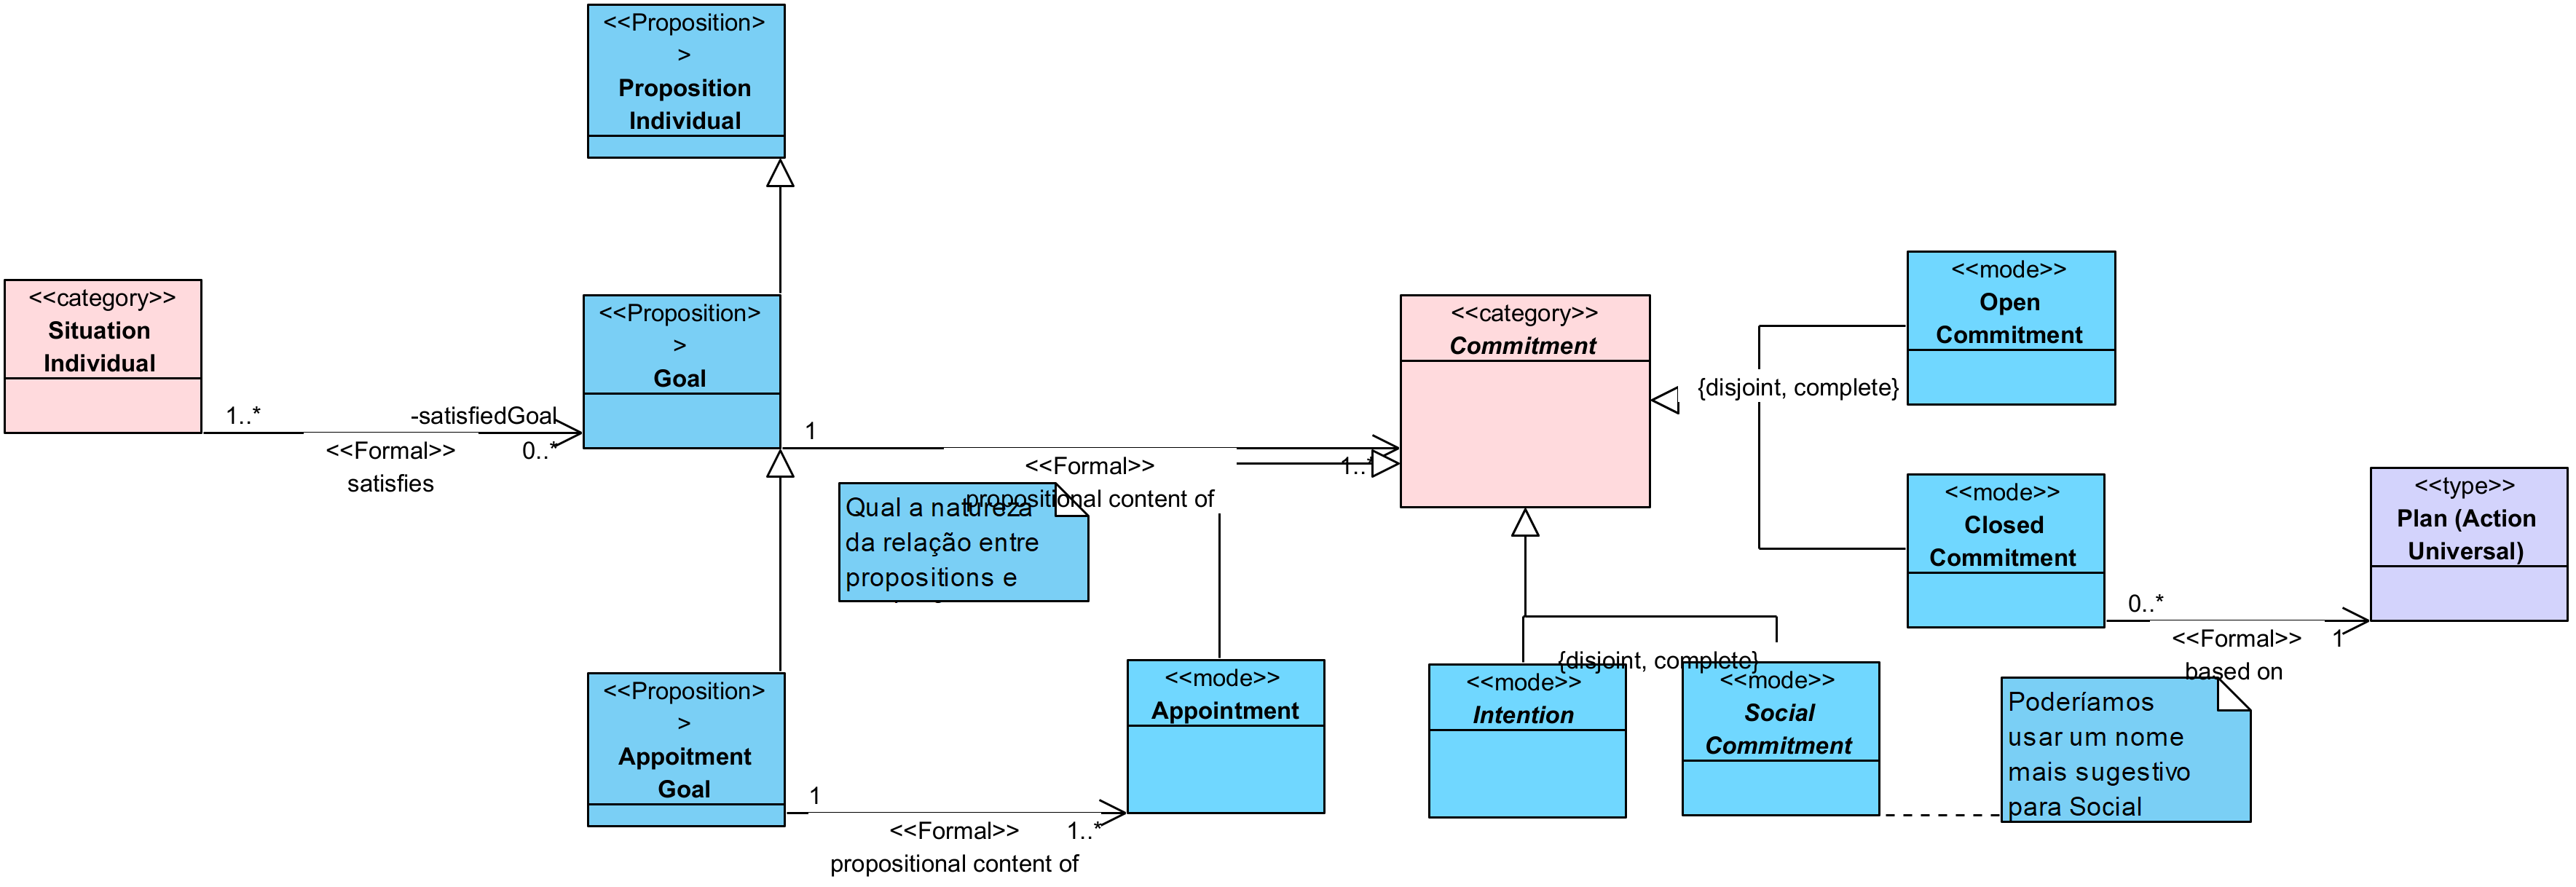 <<Proposition>
>
Proposition
Individual
<<category>>
Situation
Individual
1..*
-satisfiedGoal
0..*
<<Formal>>
satisfies
<<Proposition>
>
Goal
1
<<Formal>>
propositional content of
1..*
Qual a natureza
da relação entre
propositions e
<<category>>
Commitment
{disjoint, complete}
<<mode>>
Open
Commitment
<<mode>>
Closed
Commitment
0..*
<<Formal>>
based on
1
<<type>>
Plan (Action
Universal)
<<Proposition>
>
Appoitment
Goal
1
<<Formal>>
propositional content of
1..*
<<mode>>
Appointment
{disjoint, complete}
<<mode>>
Intention
<<mode>>
Social
Commitment
Poderíamos
usar um nome
mais sugestivo
para Social